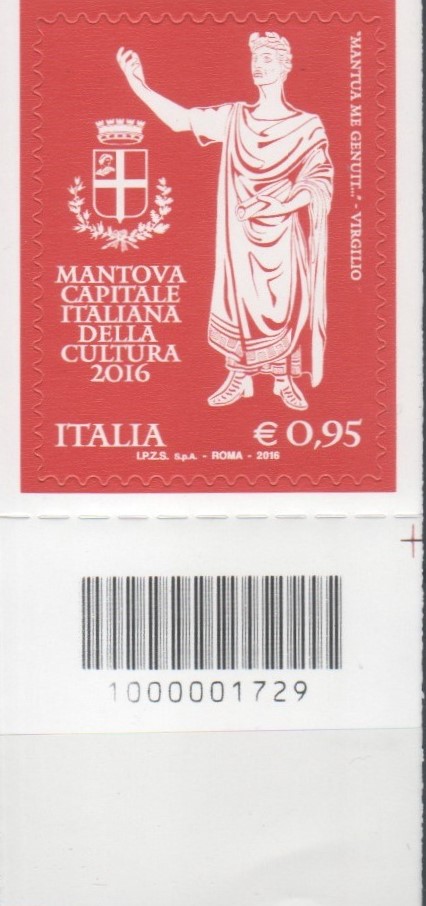 "MANTUA ME GENUIT..." - VIRGILIO
MANTOVA
CAPITALE
ITALIANA
DELLA
CULTURA
2016
ITALIA € 0,95
I.P.Z.S. S.p.A. - ROMA - 2016
1000001729